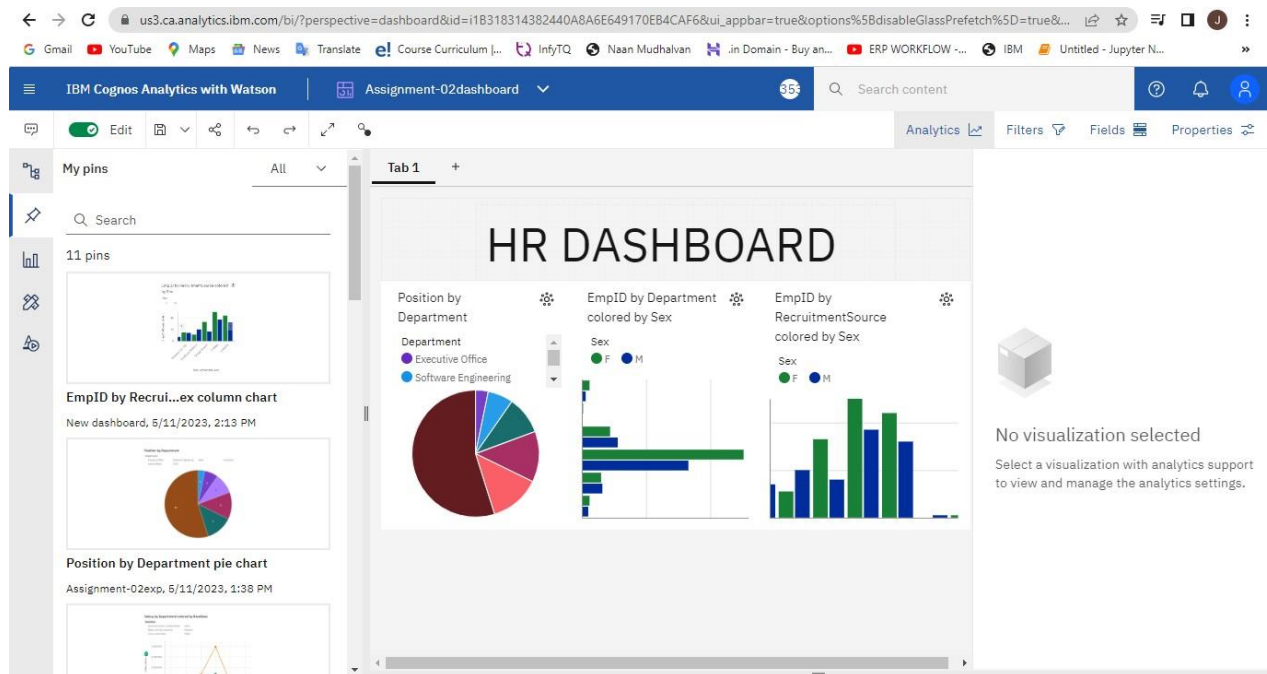 us3.ca.analytics.ibm.com/bi/?perspective=dashboard&id=i1B318314382440A8A6E649170EB4CAF6&ui_appbar=true&options%5BdisableGlassPrefetch%5D=true&...
J
Gmail YouTube Maps News Translate Course Curriculum |... InfyTQ Naan Mudhalvan .in Domain - Buy an... ERP WORKFLOW -... IBM Untitled - Jupyter N... »
IBM Cognos Analytics with Watson Assignment-02dashboard 353 Search content
Edit Analytics Filters Fields Properties
My pins All
Search
11 pins
EmpID by Recrui...ex column chart
New dashboard, 5/11/2023, 2:13 PM
Position by Department
Position by Department pie chart
Assignment-02exp, 5/11/2023, 1:38 PM
Tab 1 +
HR DASHBOARD
Position by
Department
Department
Executive Office
Software Engineering
EmpID by Department
colored by Sex
Sex
F M
EmpID by
RecruitmentSource
colored by Sex
Sex
F M
No visualization selected
Select a visualization with analytics support
to view and manage the analytics settings.